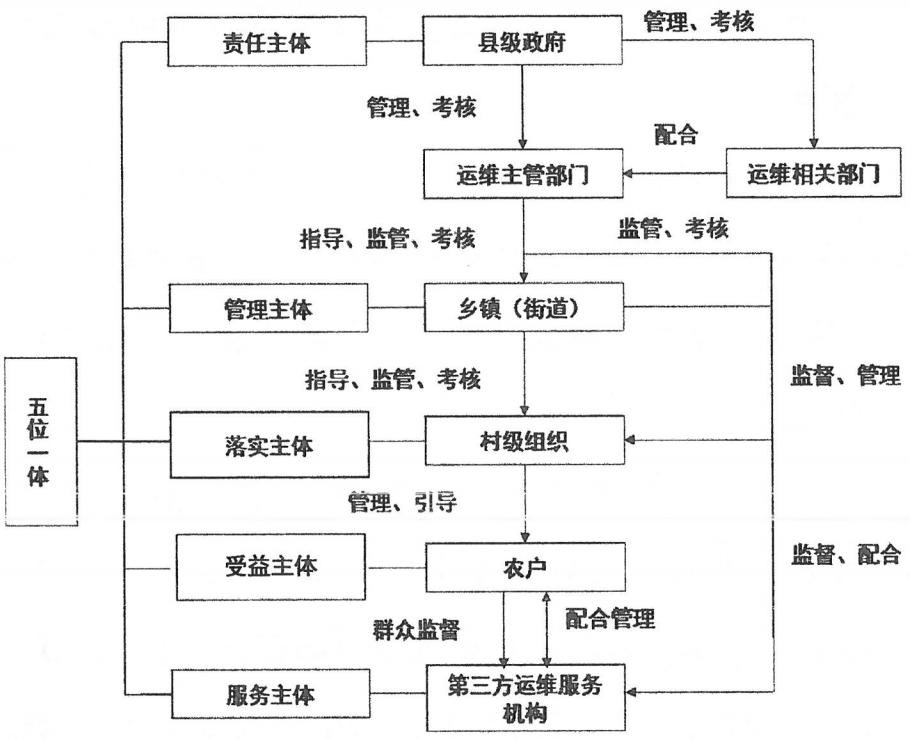 责任主体
县级政府
管理、考核
管理、考核
配合
运维主管部门
运维相关部门
指导、监管、考核
监管、考核
管理主体
乡镇（街道）
指导、监管、考核
监督、管理
五位一体
落实主体
村级组织
管理、引导
监督、配合
受益主体
农户
群众监督
配合管理
服务主体
第三方运维服务
机构